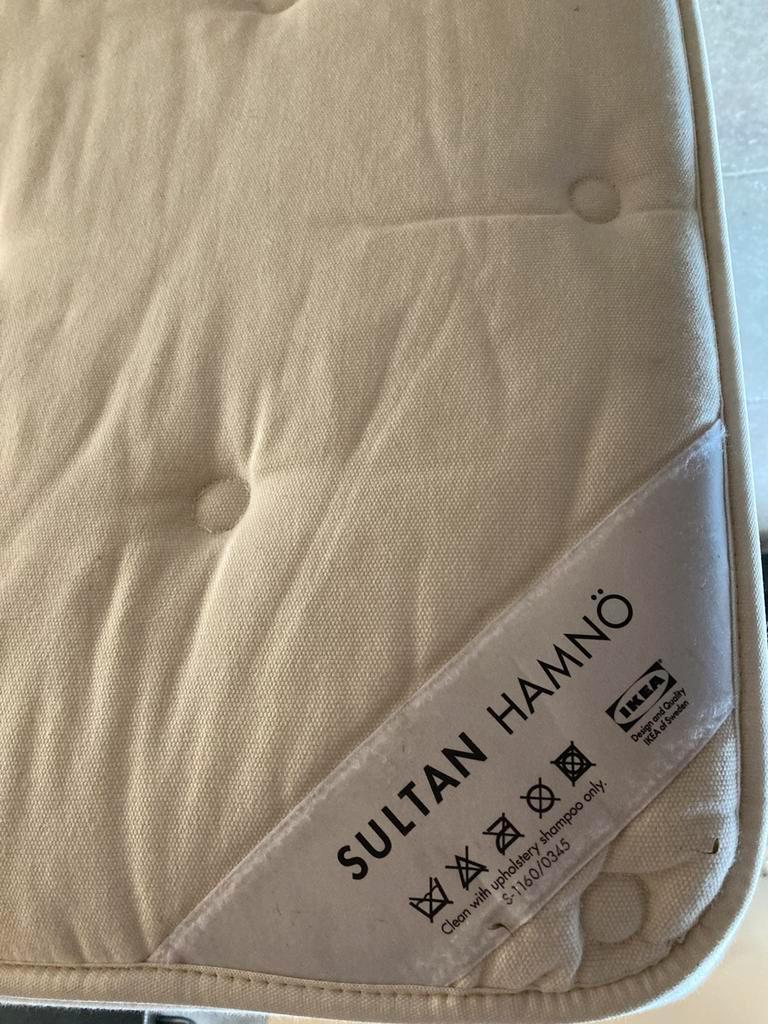 SULTAN HAMNÖ
IKEA
Design and Quality
IKEA of Sweden
Clean with upholstery shampoo only.
S-1160/0345